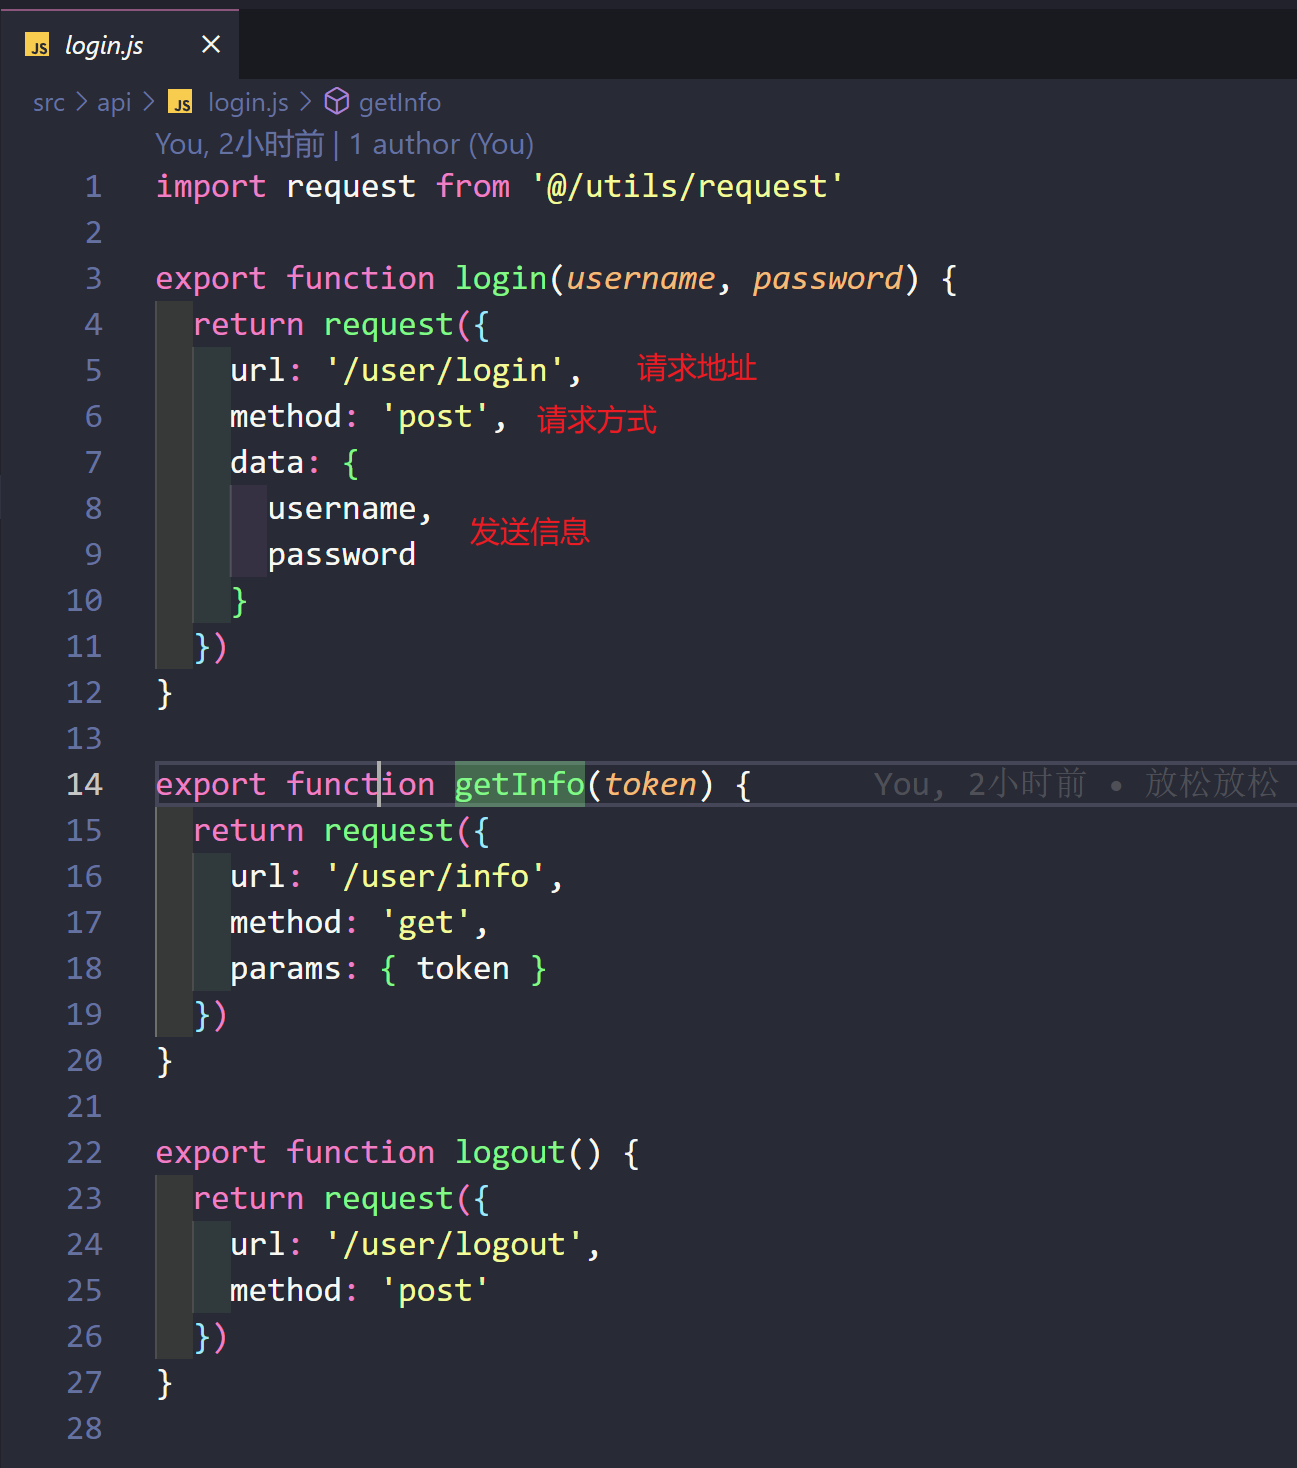 JS login.js ×
src > api > JS login.js > getInfo
You, 2小时前 | 1 author (You)
1 import request from '@/utils/request'
2
3 export function login(username, password) {
4 return request({
5 url: '/user/login', 请求地址
6 method: 'post', 请求方式
7 data: {
8 username,
发送信息
9 password
10 }
11 })
12 }
13
14 export function getInfo(token) { You, 2小时前 • 放松放松
15 return request({
16 url: '/user/info',
17 method: 'get',
18 params: { token }
19 })
20 }
21
22 export function logout() {
23 return request({
24 url: '/user/logout',
25 method: 'post'
26 })
27 }
28